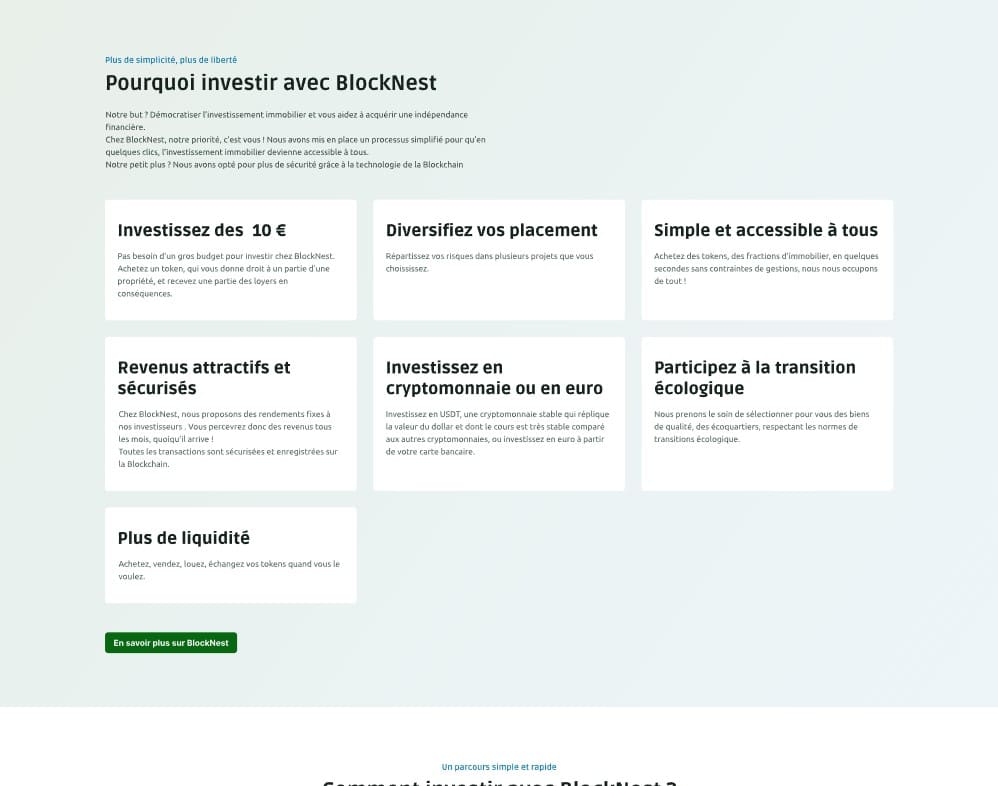 Plus de simplicité, plus de liberté
Pourquoi investir avec BlockNest
Notre but ? Démocratiser l'investissement immobilier et vous aidez à acquérir une indépendance
financière.
Chez BlockNest, notre priorité, c'est vous ! Nous avons mis en place un processus simplifié pour qu'en
quelques clics, l'investissement immobilier devienne accessible à tous.
Notre petit plus ? Nous avons opté pour plus de sécurité grâce à la technologie de la Blockchain
Investissez des 10 €
Pas besoin d'un gros budget pour investir chez BlockNest.
Achetez un token, qui vous donne droit à un partie d'une
propriété, et recevez une partie des loyers en
conséquences.
Diversifiez vos placement
Répartissez vos risques dans plusieurs projets que vous
choississez.
Simple et accessible à tous
Achetez des tokens, des fractions d'immobilier, en quelques
secondes sans contraintes de gestions, nous nous occupons
de tout !
Revenus attractifs et
sécurisés
Chez BlockNest, nous proposons des rendements fixes à
nos investisseurs . Vous percevrez donc des revenus tous
les mois, quoiqu'il arrive !
Toutes les transactions sont sécurisées et enregistrées sur
la Blockchain.
Investissez en
cryptomonnaie ou en euro
Investissez en USDT, une cryptomonnaie stable qui réplique
la valeur du dollar et dont le cours est très stable comparé
aux autres cryptomonnaies, ou investissez en euro à partir
de votre carte bancaire.
Participez à la transition
écologique
Nous prenons le soin de sélectionner pour vous des biens
de qualité, des écoquartiers, respectant les normes de
transitions écologique.
Plus de liquidité
Achetez, vendez, louez, échangez vos tokens quand vous le
voulez.
En savoir plus sur BlockNest
Un parcours simple et rapide
Comment investir avec BlockNest ?